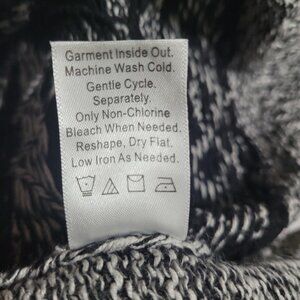 Garment Inside Out.
Machine Wash Cold.
Gentle Cycle.
Separately.
Only Non-Chlorine
Bleach When Needed.
Reshape, Dry Flat.
Low Iron As Needed.